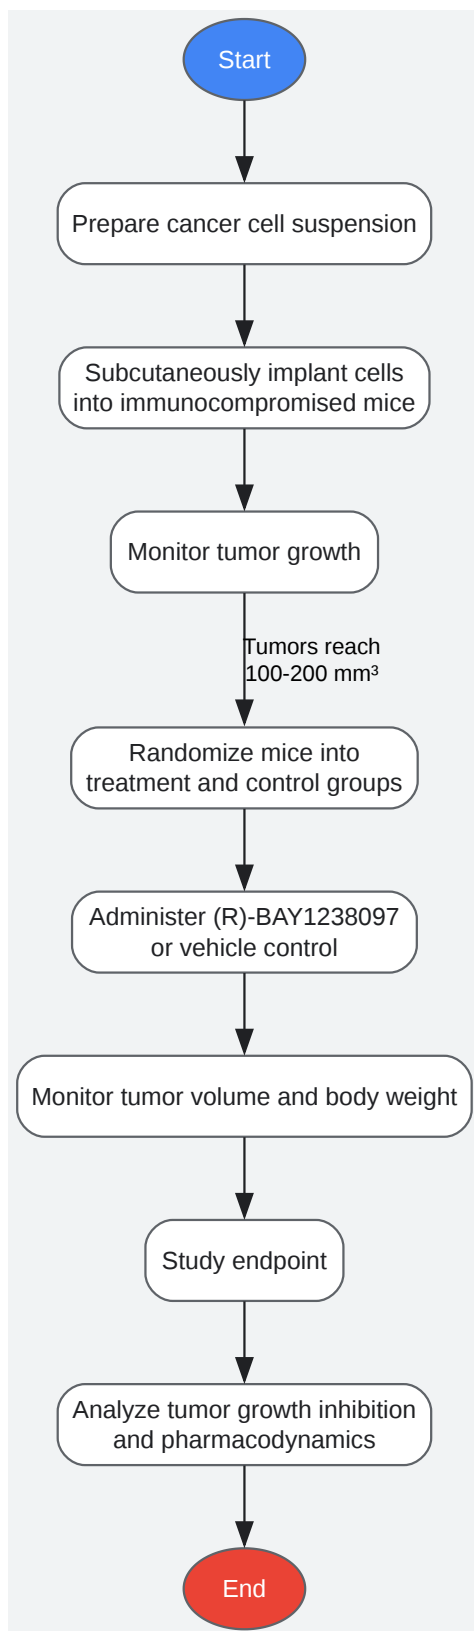 Start
Prepare cancer cell suspension
Subcutaneously implant cells
into immunocompromised mice
Monitor tumor growth
Tumors reach
100-200 mm³
Randomize mice into
treatment and control groups
Administer (R)-BAY1238097
or vehicle control
Monitor tumor volume and body weight
Study endpoint
Analyze tumor growth inhibition
and pharmacodynamics
End